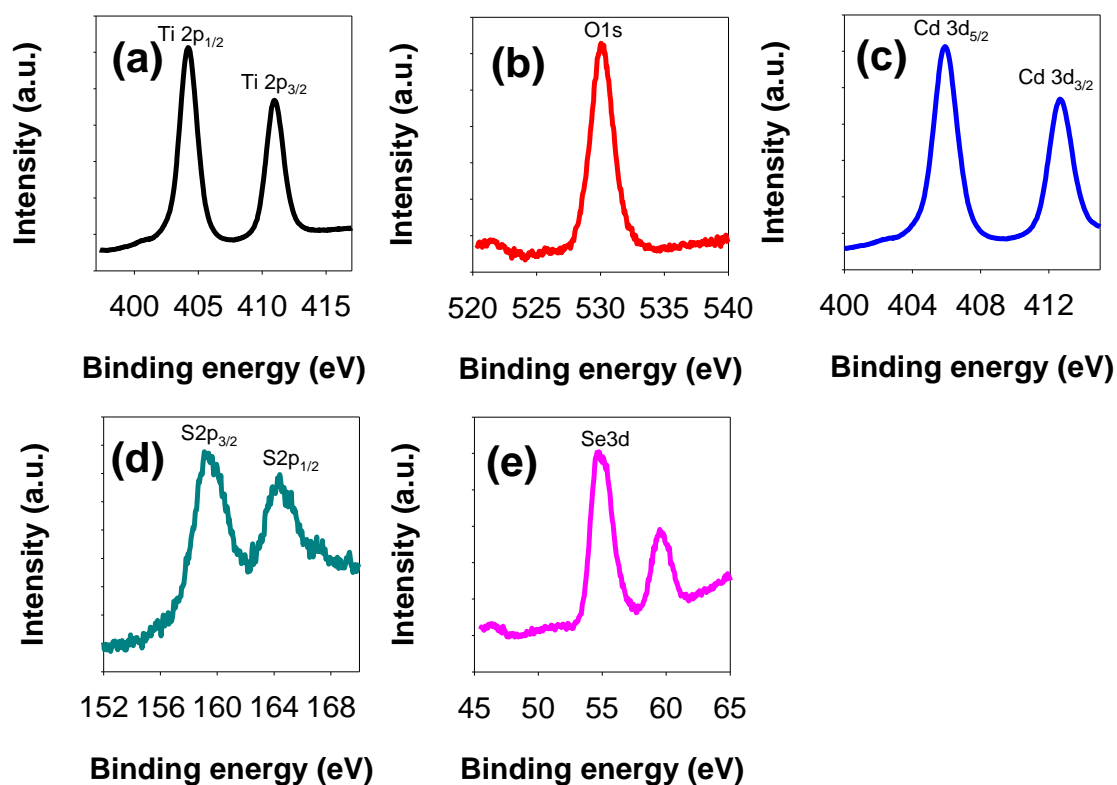 (a)
Ti 2p1/2
Ti 2p3/2
Intensity (a.u.)
400 405 410 415
Binding energy (eV)
(b)
O1s
Intensity (a.u.)
520 525 530 535 540
Binding energy (eV)
(c)
Cd 3d5/2
Cd 3d3/2
Intensity (a.u.)
400 404 408 412
Binding energy (eV)
(d)
S2p3/2
S2p1/2
Intensity (a.u.)
152 156 160 164 168
Binding energy (eV)
(e)
Se3d
Intensity (a.u.)
45 50 55 60 65
Binding energy (eV)